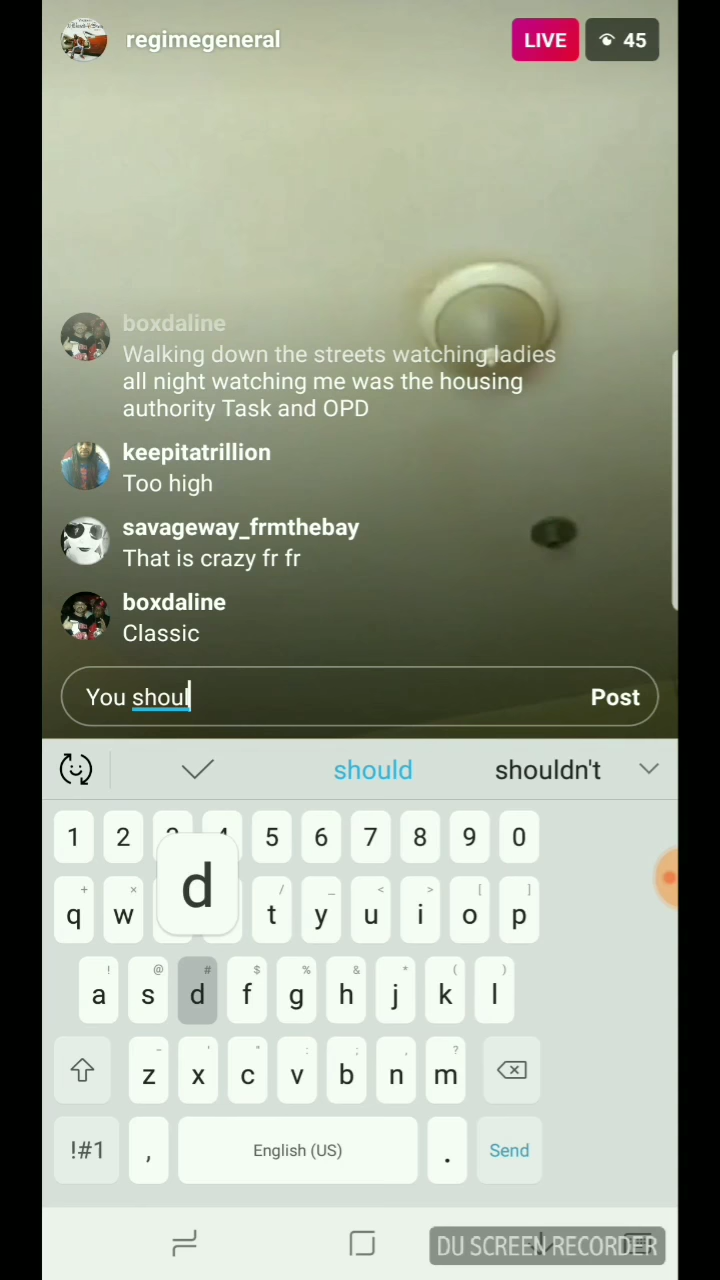 regimegeneral
LIVE
45
boxdaline
Walking down the streets watching ladies
all night watching me was the housing
authority Task and OPD
keepitatrillion
Too high
savageway_frmthebay
That is crazy fr fr
boxdaline
Classic
You shoul
Post
should
shouldn't
1 2 5 6 7 8 9 0
d
+ × / _ < > [ ]
q w t y u i o p
! @ # $ % & * ( )
a s d f g h j k l
- ' " : ; , ?
z x c v b n m
!#1 , English (US) . Send
DU SCREEN RECORDER